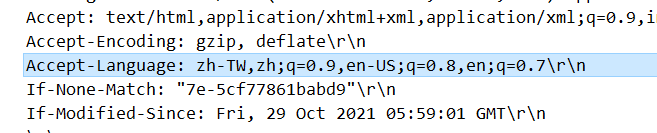 Accept: text/html,application/xhtml+xml,application/xml;q=0.9,i
Accept-Encoding: gzip, deflate\r\n
Accept-Language: zh-TW,zh;q=0.9,en-US;q=0.8,en;q=0.7\r\n
If-None-Match: "7e-5cf77861babd9"\r\n
If-Modified-Since: Fri, 29 Oct 2021 05:59:01 GMT\r\n